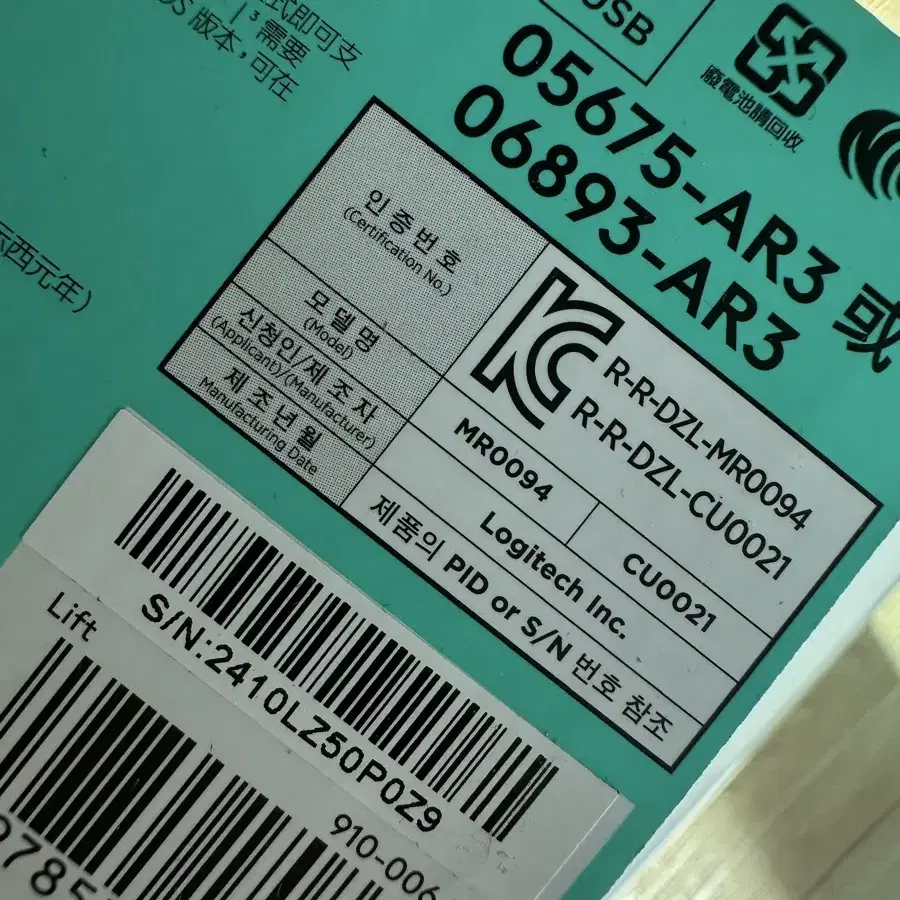 式即可支
需要
OS 版本,可在
USB
廢電池請回收
05675-AR3 或
06893-AR3
西元年)
인증번호
(Certification No.)
R-R-DZL-MR0094
R-R-DZL-CU0021
모델명
(Model)
MR0094
CU0021
신청인/제조자
(Applicant)/(Manufacturer)
Logitech Inc.
제조년월
Manufacturing Date
제품의 PID or S/N 번호 참조
S/N:2410LZ50P0Z9
Lift
910-006